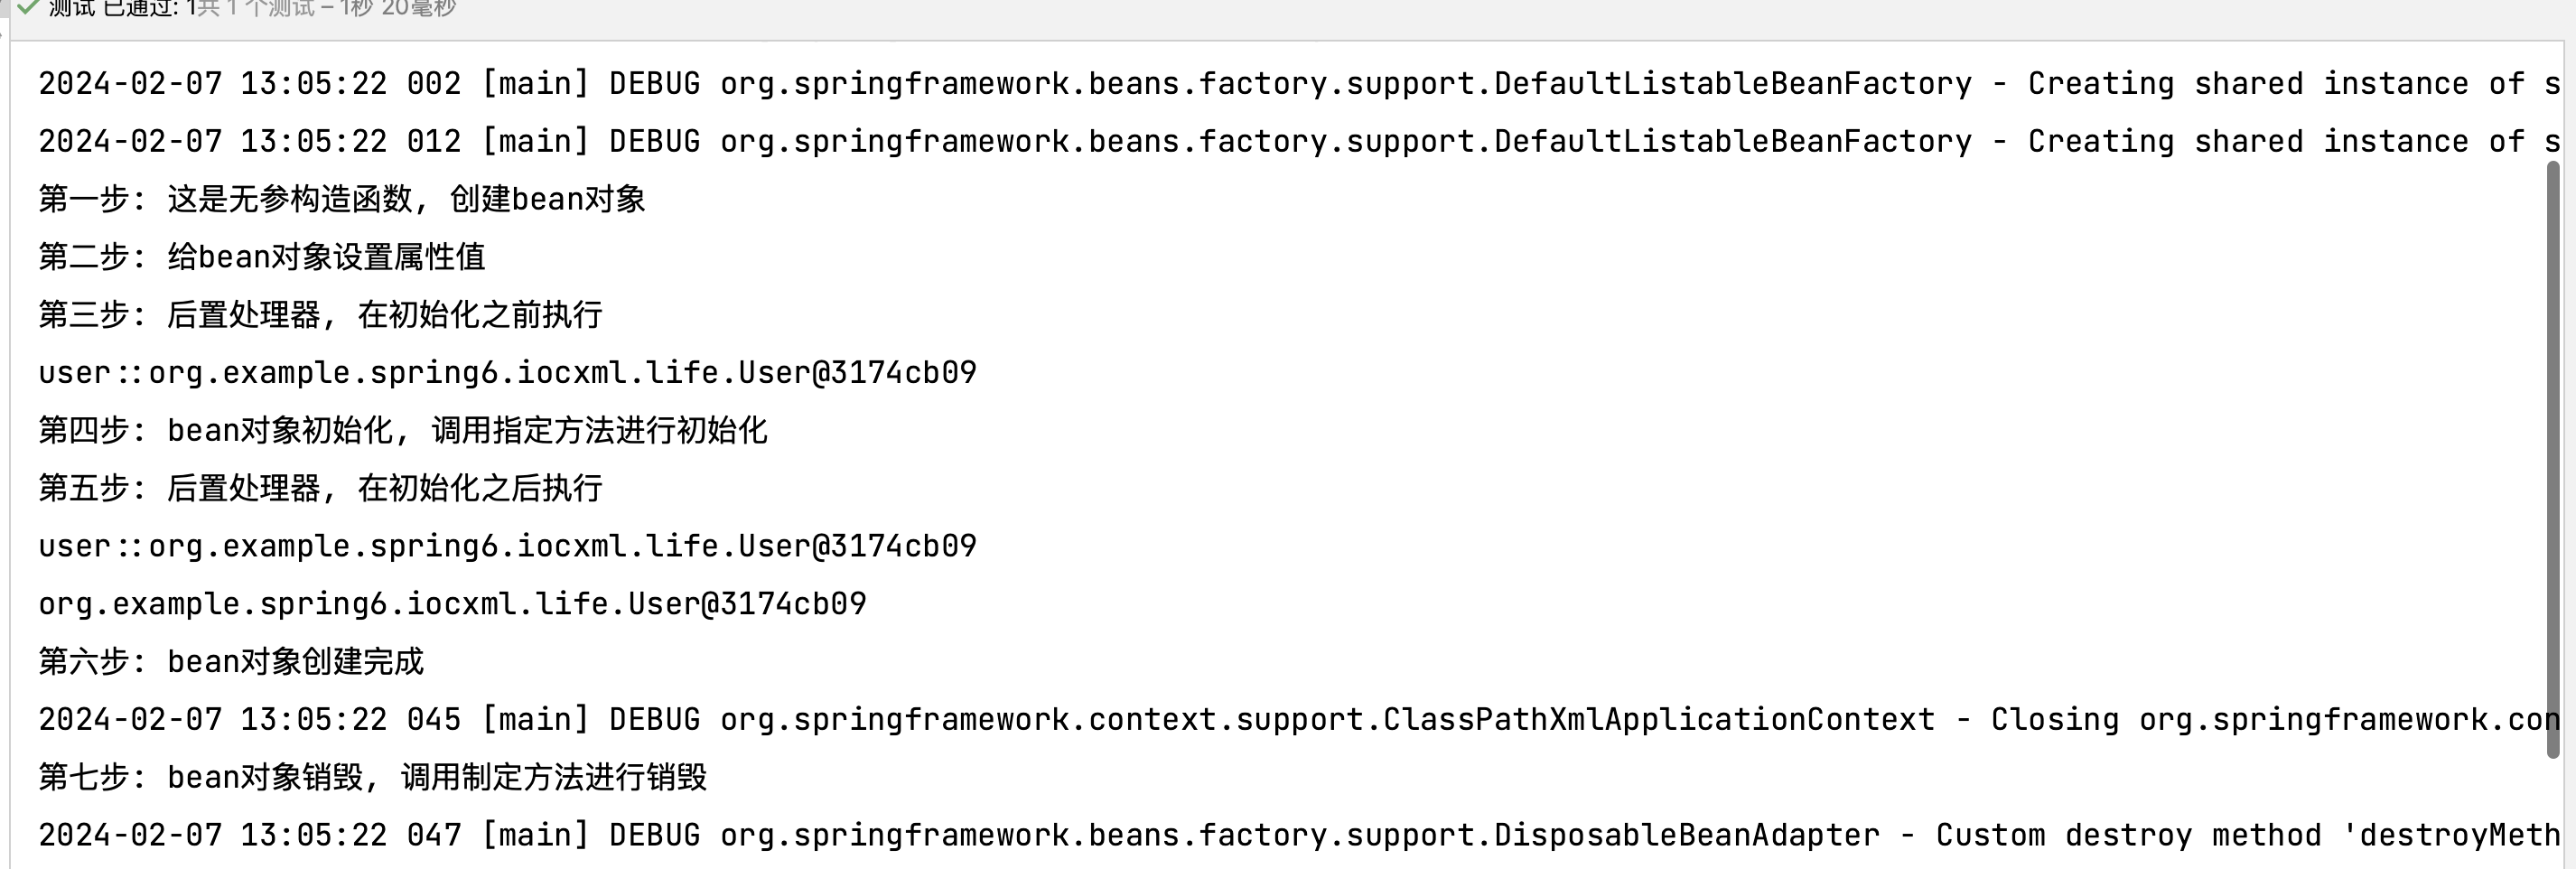 测试 已通过: 1共 1 个测试 – 1秒 20毫秒
2024-02-07 13:05:22 002 [main] DEBUG org.springframework.beans.factory.support.DefaultListableBeanFactory - Creating shared instance of s
2024-02-07 13:05:22 012 [main] DEBUG org.springframework.beans.factory.support.DefaultListableBeanFactory - Creating shared instance of s
第一步: 这是无参构造函数, 创建bean对象
第二步: 给bean对象设置属性值
第三步: 后置处理器, 在初始化之前执行
user::org.example.spring6.iocxml.life.User@3174cb09
第四步: bean对象初始化, 调用指定方法进行初始化
第五步: 后置处理器, 在初始化之后执行
user::org.example.spring6.iocxml.life.User@3174cb09
org.example.spring6.iocxml.life.User@3174cb09
第六步: bean对象创建完成
2024-02-07 13:05:22 045 [main] DEBUG org.springframework.context.support.ClassPathXmlApplicationContext - Closing org.springframework.con
第七步: bean对象销毁, 调用制定方法进行销毁
2024-02-07 13:05:22 047 [main] DEBUG org.springframework.beans.factory.support.DisposableBeanAdapter - Custom destroy method 'destroyMeth